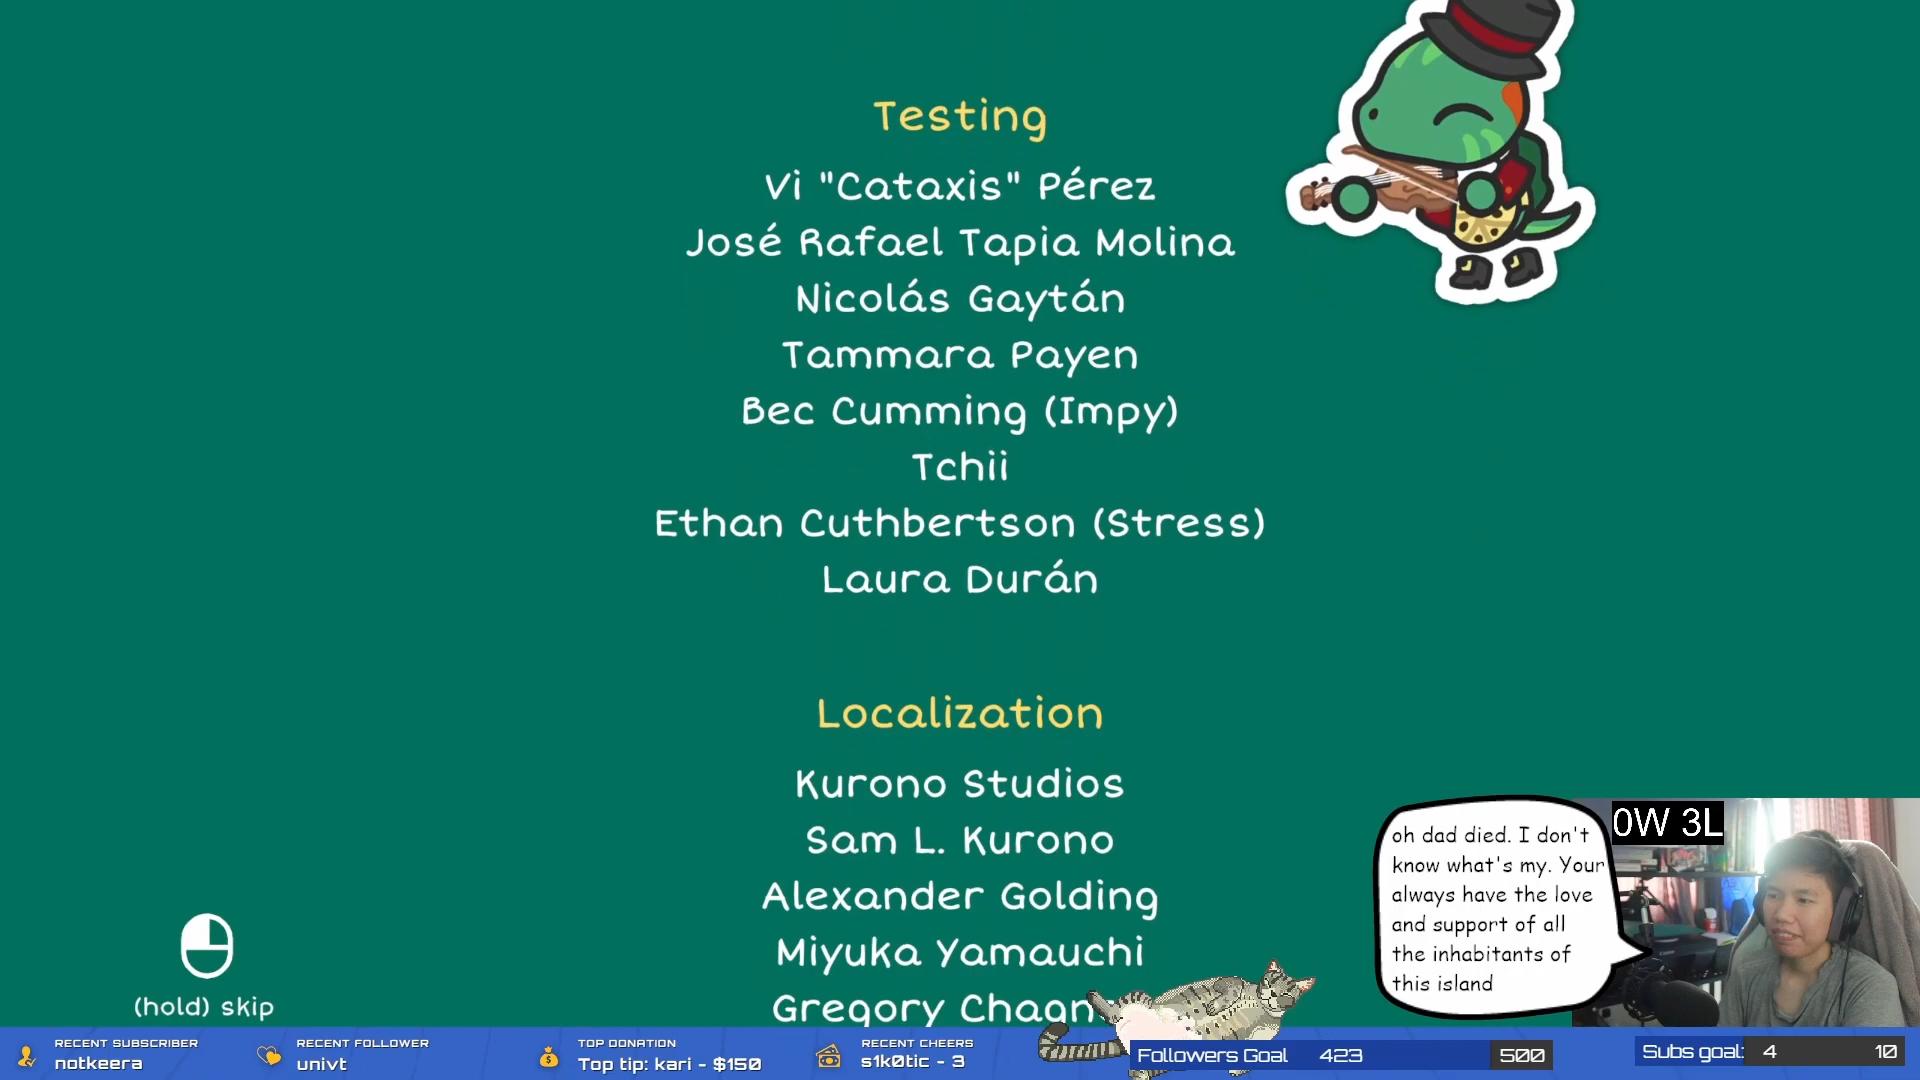 Testing
Vi "Cataxis" Pérez
José Rafael Tapia Molina
Nicolás Gaytán
Tammara Payen
Bec Cumming (Impy)
Tchii
Ethan Cuthbertson (Stress)
Laura Durán
Localization
Kurono Studios
Sam L. Kurono
Alexander Golding
Miyuka Yamauchi
Gregory
(hold) skip
0W 3L
oh dad died. I don't
know what's my. Your
always have the love
and support of all
the inhabitants of
this island
RECENT SUBSCRIBER
notkeera
RECENT FOLLOWER
univt
TOP DONATION
Top tip: kari - $150
RECENT CHEERS
s1k0tic - 3
Followers Goal 423 500
Subs goal: 4 10